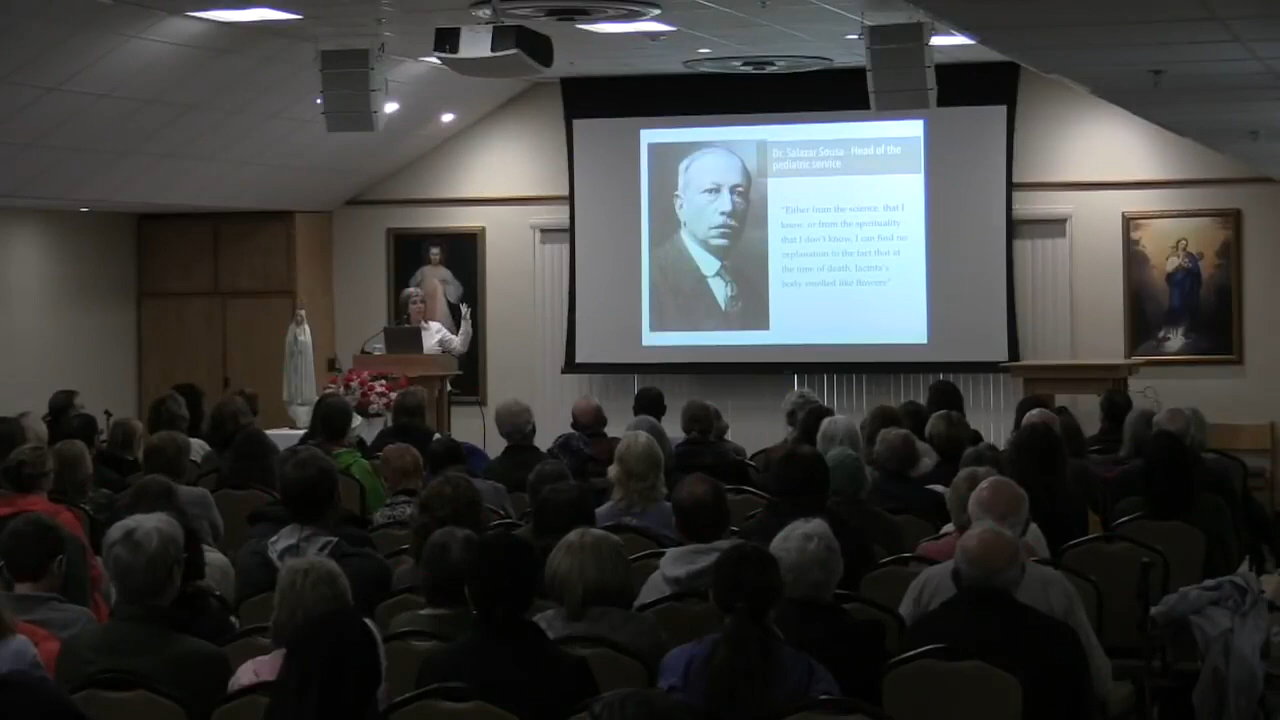 Dr. Salazar Sousa - Head of the
pediatric service
"Either from the science, that I
know, or from the spirituality
that I don't know, I can find no
explanation to the fact that at
the time of death, Jacinta's
body smelled like flowers"